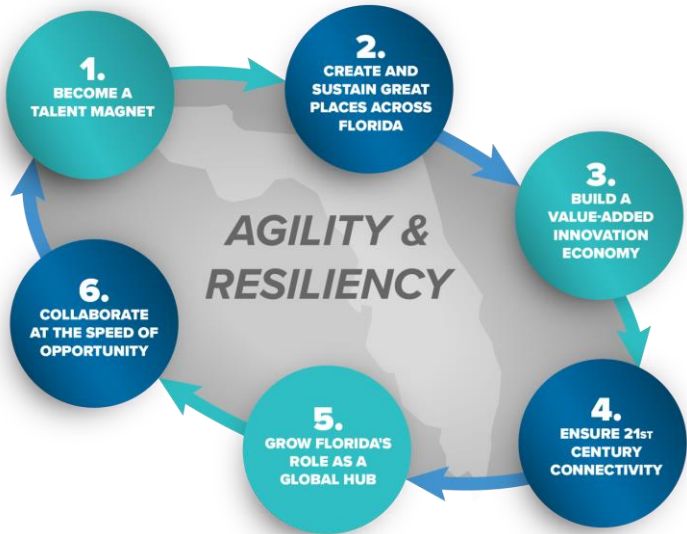 1.
BECOME A
TALENT MAGNET
2.
CREATE AND
SUSTAIN GREAT
PLACES ACROSS
FLORIDA
3.
BUILD A
VALUE-ADDED
INNOVATION
ECONOMY
4.
ENSURE 21ST
CENTURY
CONNECTIVITY
5.
GROW FLORIDA'S
ROLE AS A
GLOBAL HUB
6.
COLLABORATE
AT THE SPEED OF
OPPORTUNITY
AGILITY &
RESILIENCY